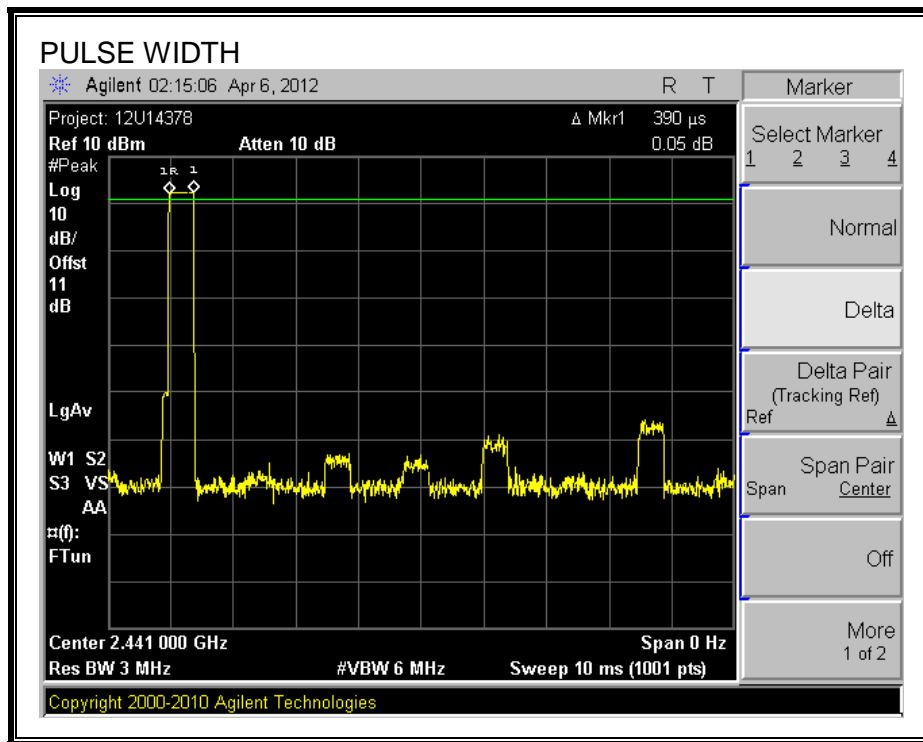 PULSE WIDTH
Agilent 02:15:06 Apr 6, 2012 R T
Project: 12U14378 Δ Mkr1 390 µs
Ref 10 dBm Atten 10 dB 0.05 dB
#Peak
Log
10
dB/
Offst
11
dB
LgAv
W1 S2
S3 VS
AA
¤(f):
FTun
1R 1
Center 2.441 000 GHz Span 0 Hz
Res BW 3 MHz #VBW 6 MHz Sweep 10 ms (1001 pts)
Copyright 2000-2010 Agilent Technologies
Marker
Select Marker
1 2 3 4
Normal
Delta
Delta Pair
(Tracking Ref)
Ref Δ
Span Pair
Span Center
Off
More
1 of 2